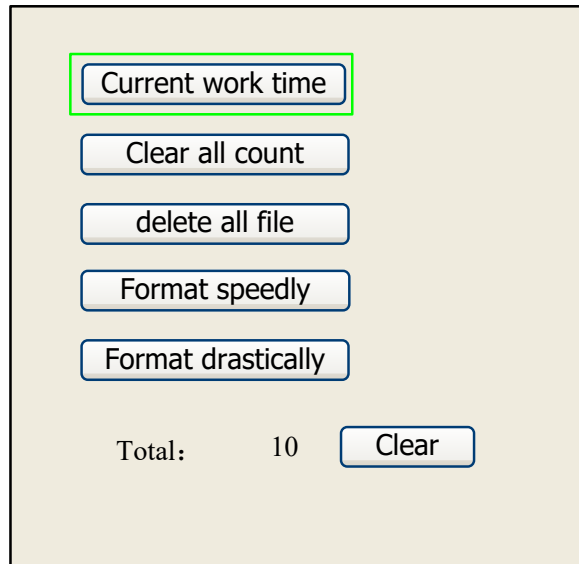 Current work time
Clear all count
delete all file
Format speedly
Format drastically
Total： 10 Clear